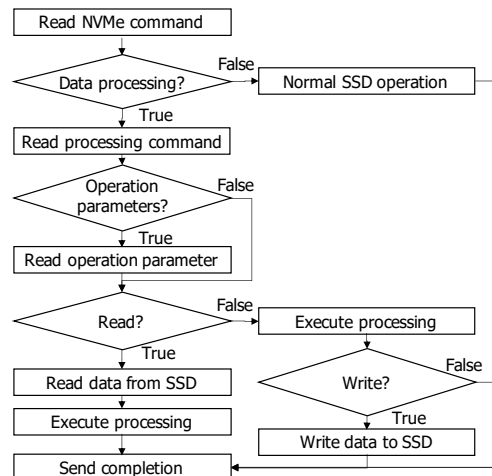 Read NVMe command
False
Data processing?
Normal SSD operation
True
Read processing command
Operation
parameters?
False
True
Read operation parameter
False
Read?
Execute processing
True
Read data from SSD
Write?
False
Execute processing
True
Write data to SSD
Send completion